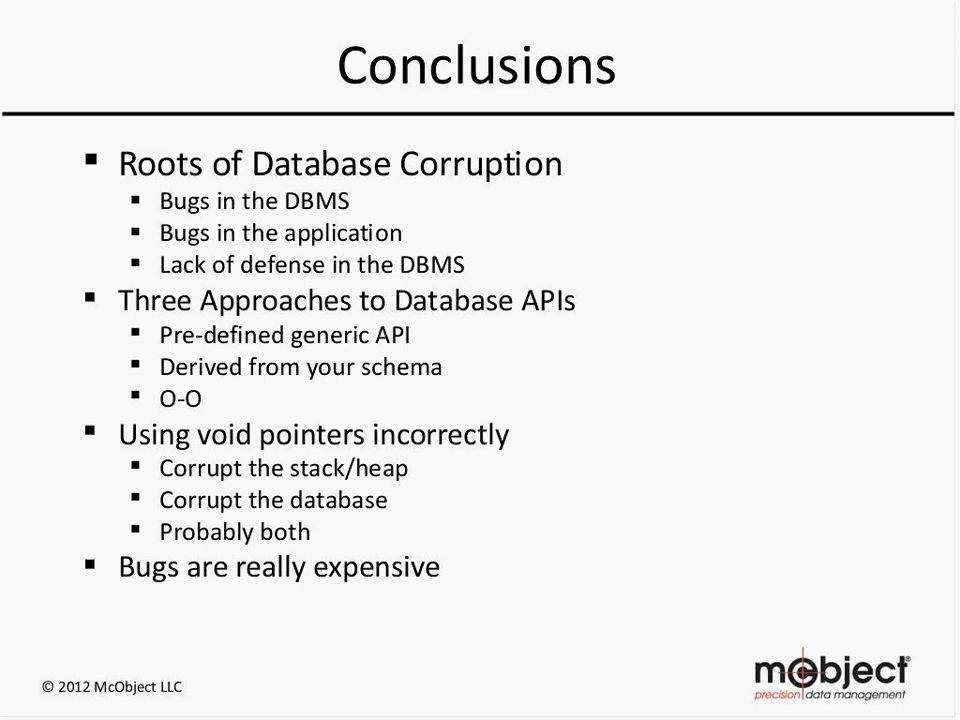 Conclusions
▪ Roots of Database Corruption
▪ Bugs in the DBMS
▪ Bugs in the application
▪ Lack of defense in the DBMS
▪ Three Approaches to Database APIs
▪ Pre-defined generic API
▪ Derived from your schema
▪ O-O
▪ Using void pointers incorrectly
▪ Corrupt the stack/heap
▪ Corrupt the database
▪ Probably both
▪ Bugs are really expensive
© 2012 McObject LLC
mcobject®
precision data management